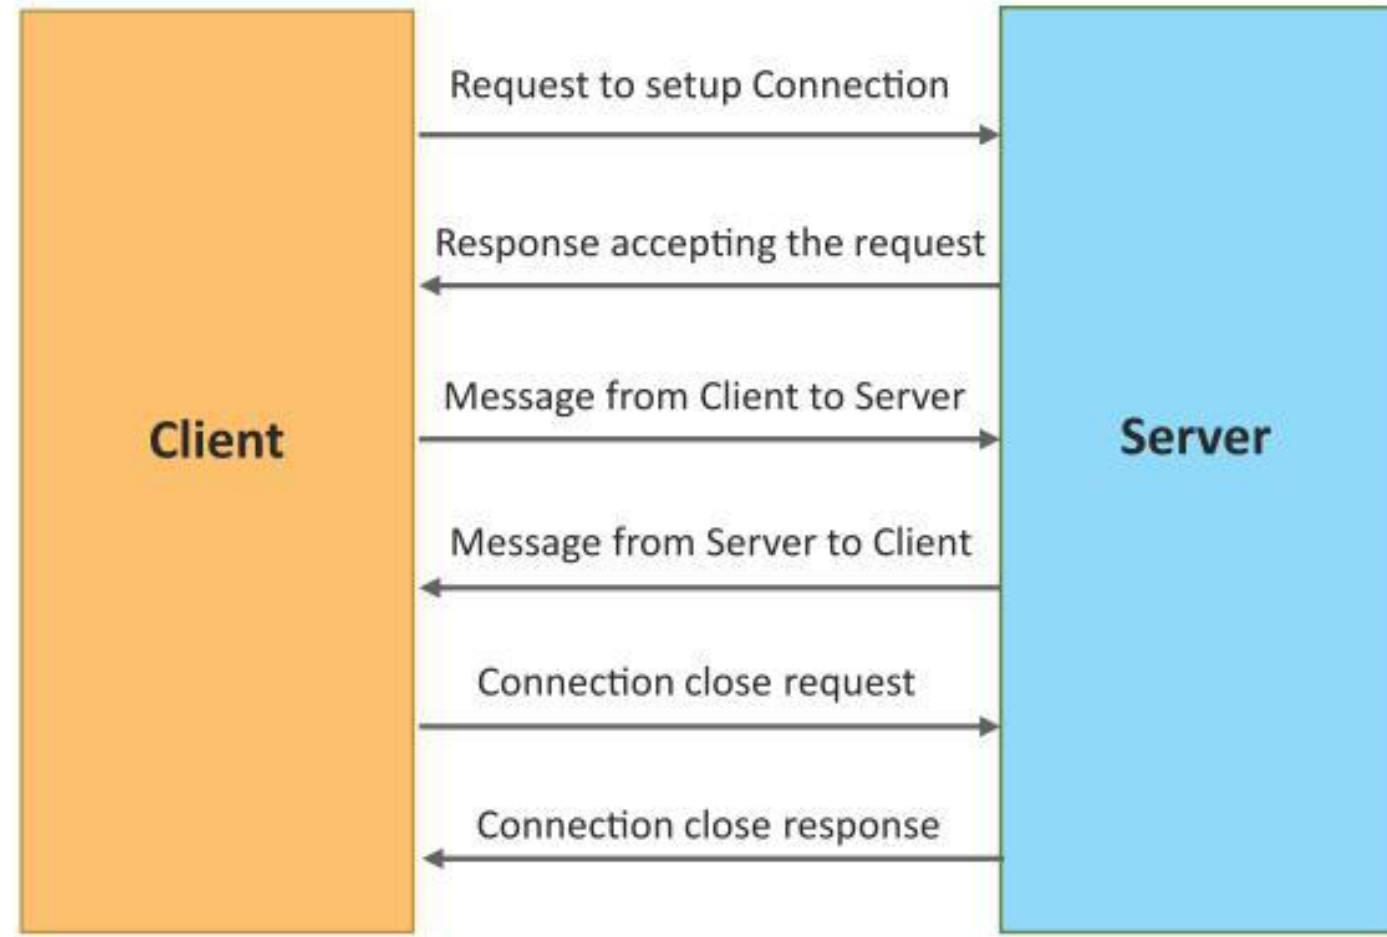 Request to setup Connection
Response accepting the request
Message from Client to Server
Client
Server
Message from Server to Client
Connection close request
Connection close response